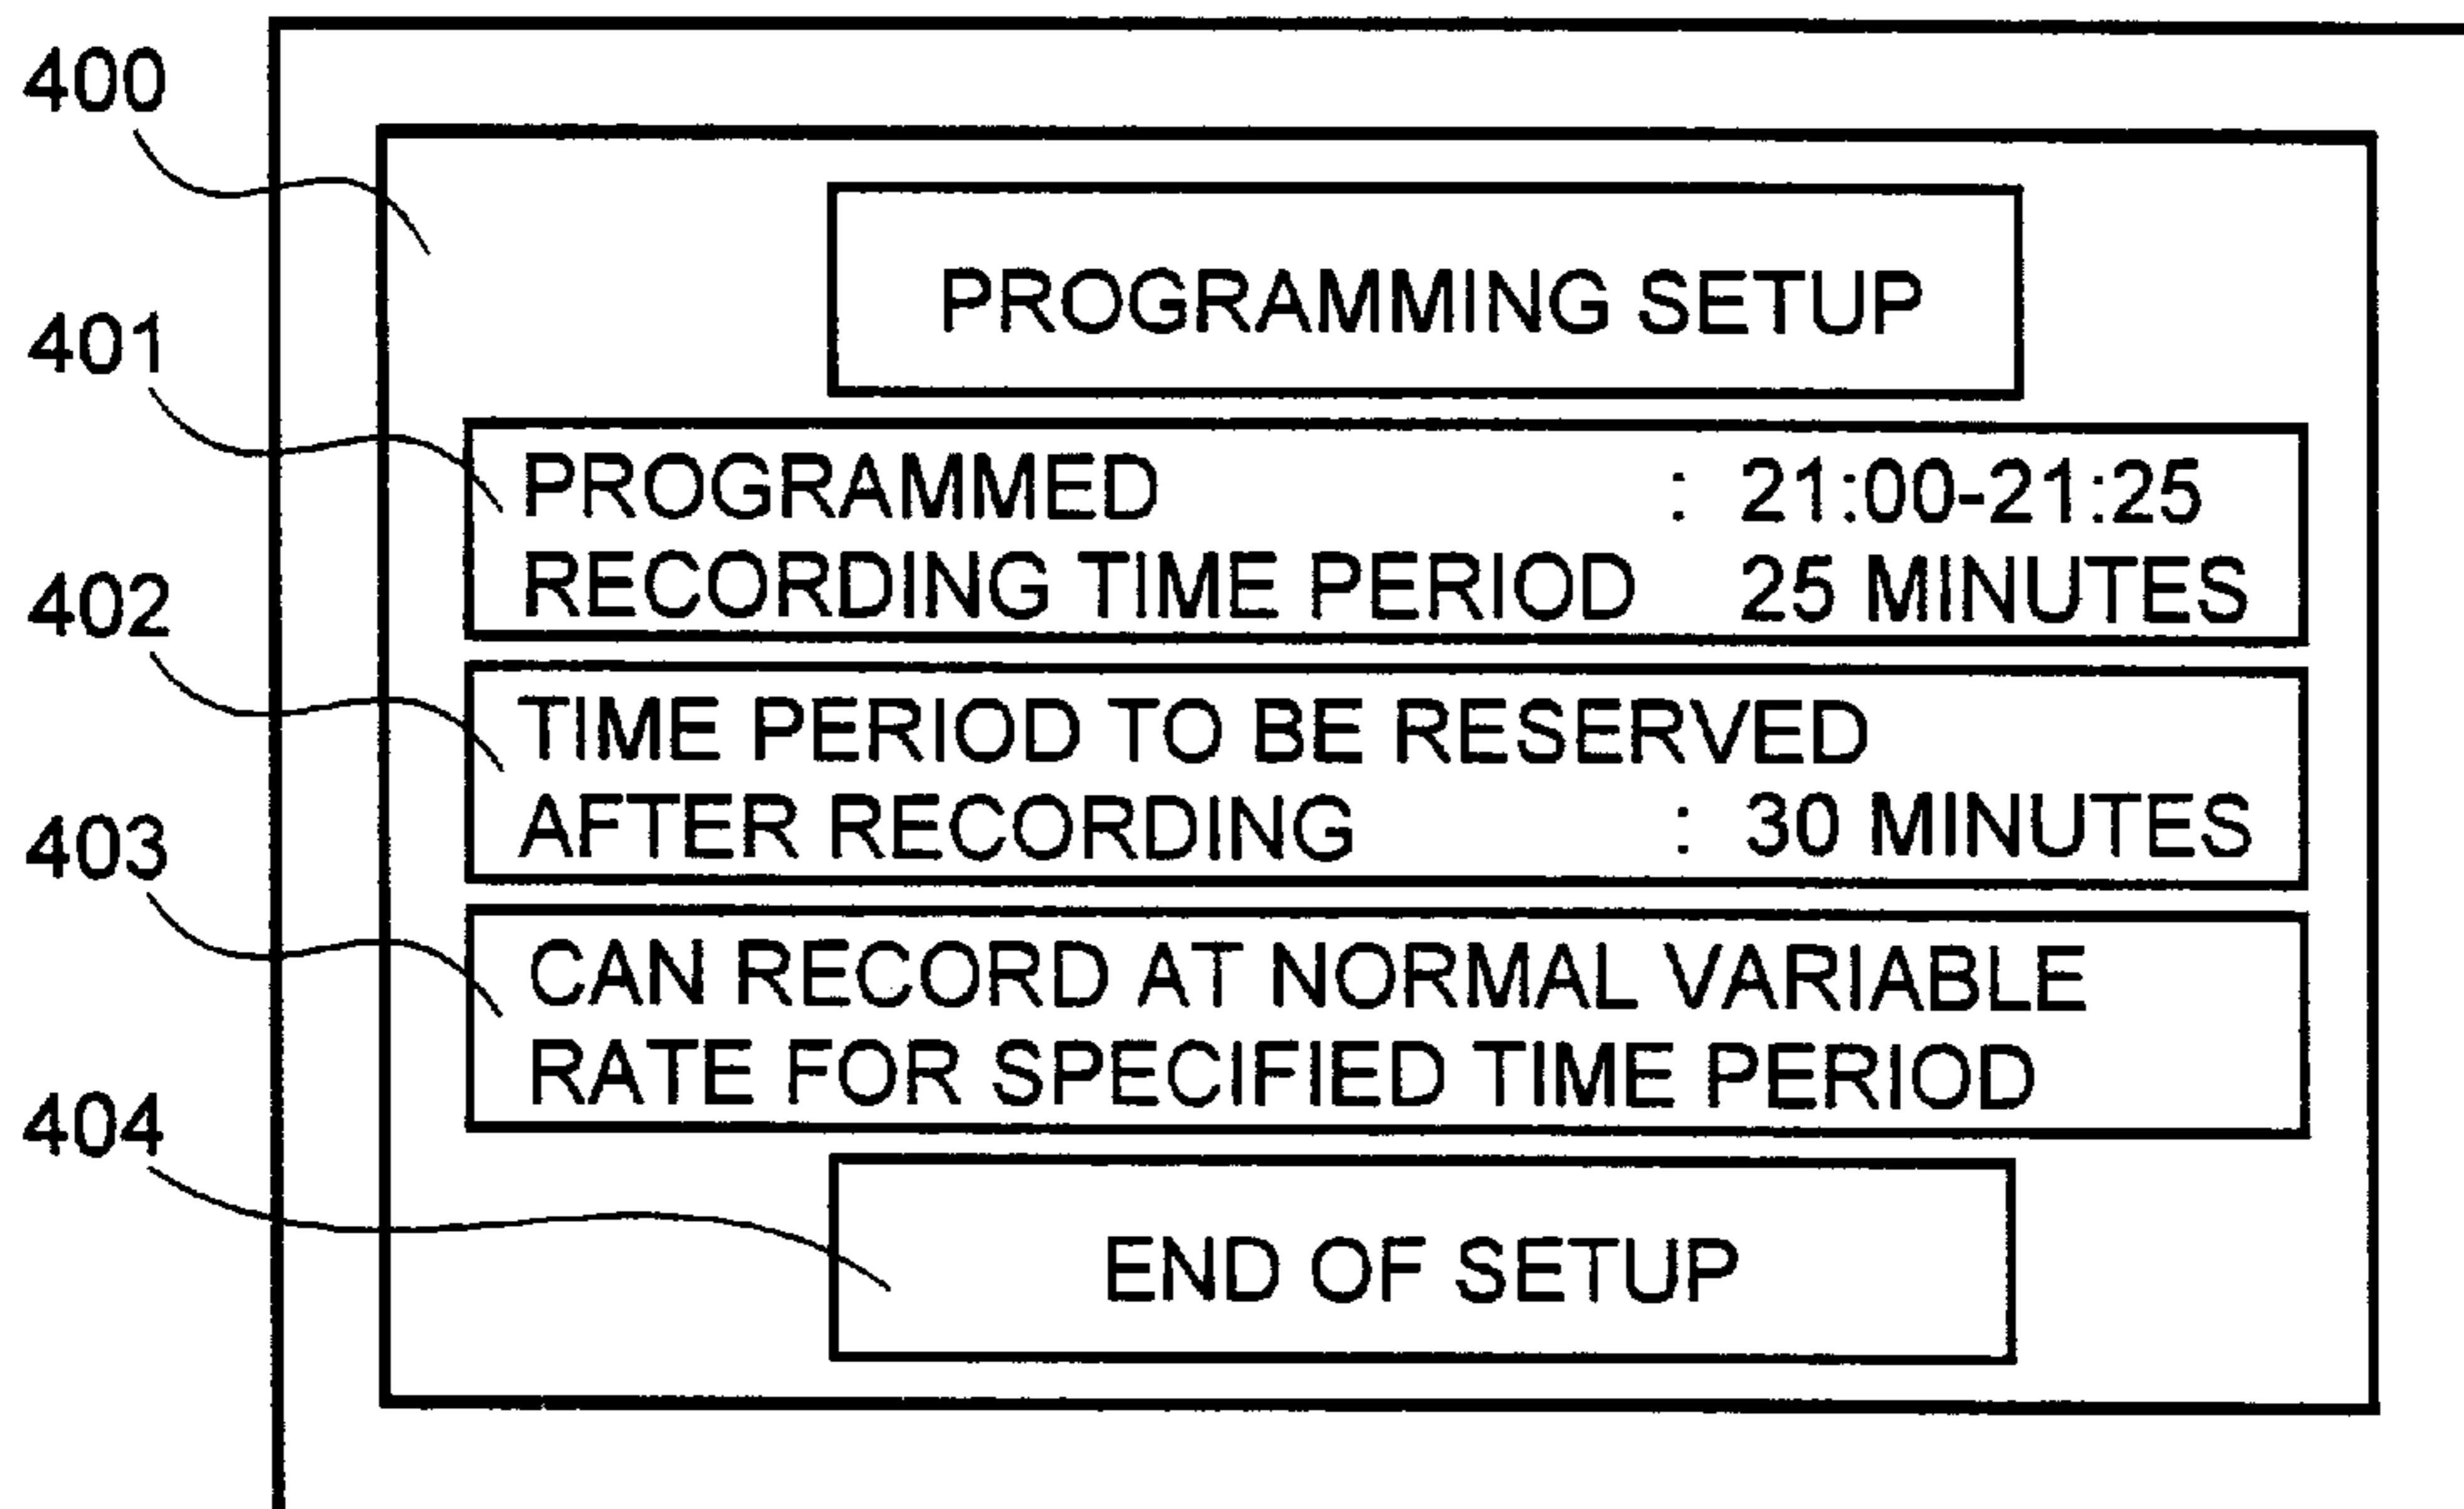 400
PROGRAMMING SETUP
401
PROGRAMMED : 21:00-21:25
RECORDING TIME PERIOD 25 MINUTES
402
TIME PERIOD TO BE RESERVED
AFTER RECORDING : 30 MINUTES
403
CAN RECORD AT NORMAL VARIABLE
RATE FOR SPECIFIED TIME PERIOD
404
END OF SETUP